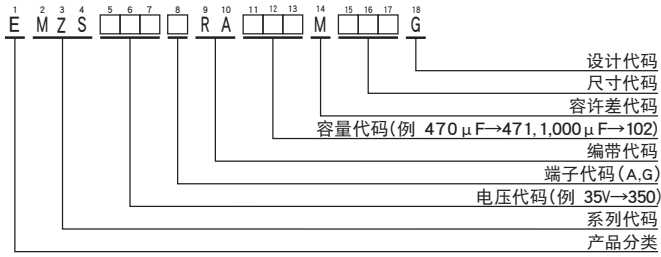 1 2 3 4 5 6 7 8 9 10 11 12 13 14 15 16 17 18
E M Z S □□□ □ R A □□□ M □□□ G
设计代码
尺寸代码
容许差代码
容量代码(例 470μF→471,1,000μF→102)
编带代码
端子代码(A,G)
电压代码(例 35V→350)
系列代码
产品分类